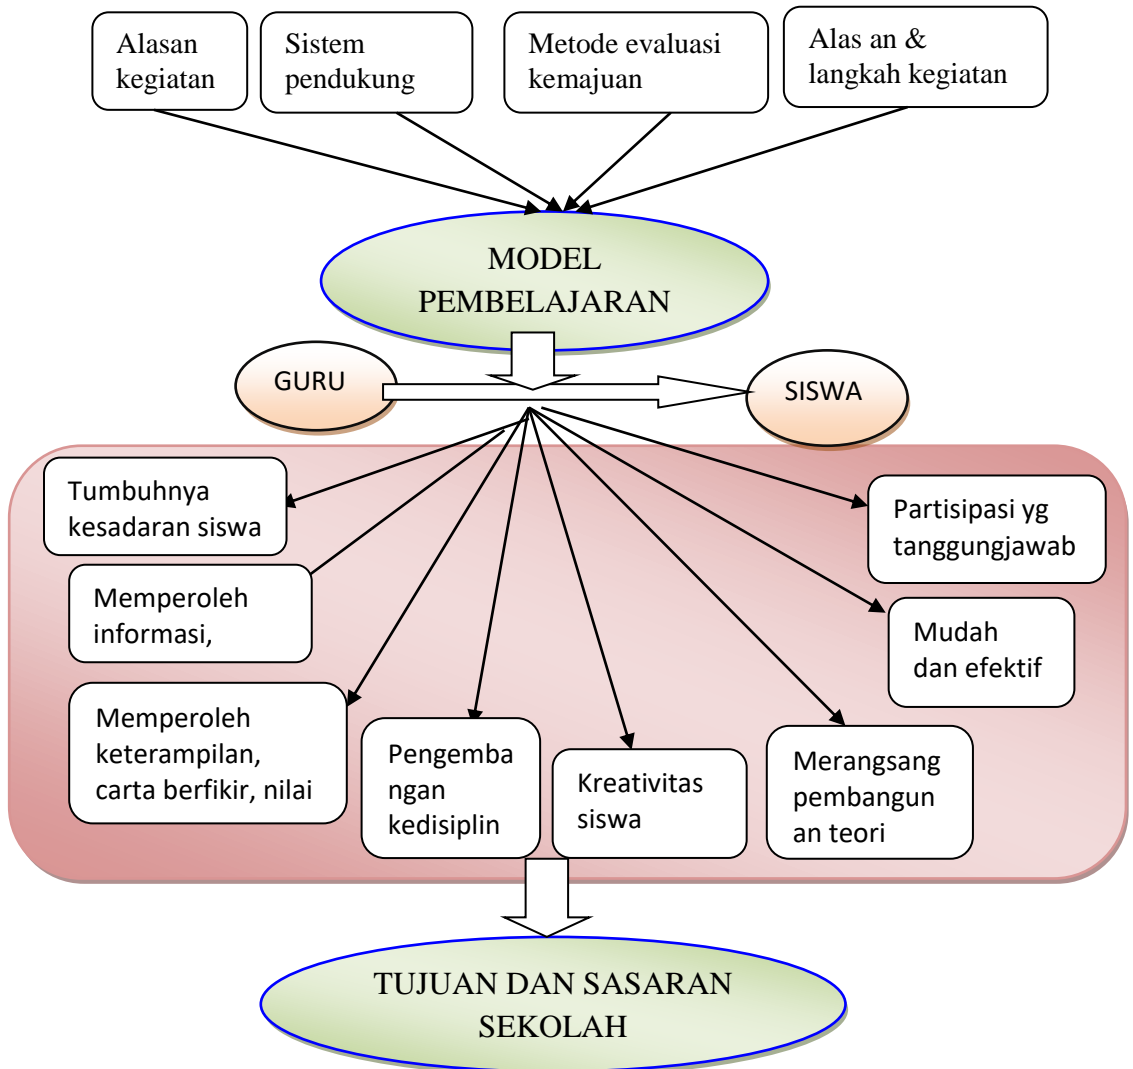 Alasan
kegiatan
Sistem
pendukung
Metode evaluasi
kemajuan
Alas an &
langkah kegiatan
MODEL
PEMBELAJARAN
GURU
SISWA
Tumbuhnya
kesadaran siswa
Partisipasi yg
tanggungjawab
Memperoleh
informasi,
Mudah
dan efektif
Memperoleh
keterampilan,
carta berfikir, nilai
Pengemba
ngan
kedisiplin
Kreativitas
siswa
Merangsang
pembangun
an teori
TUJUAN DAN SASARAN
SEKOLAH